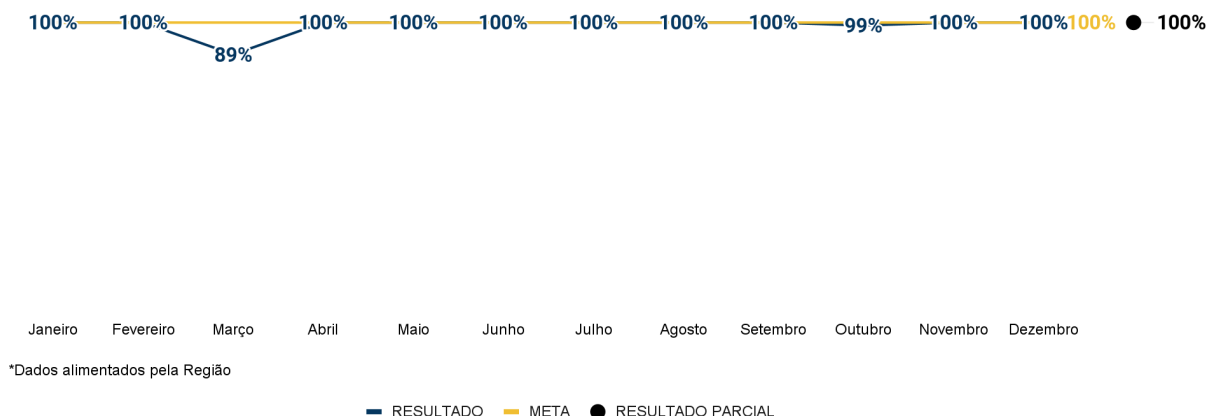 100% 100% 89% 100% 100% 100% 100% 100% 100% 99% 100% 100% 100% 100%
Janeiro Fevereiro Março Abril Maio Junho Julho Agosto Setembro Outubro Novembro Dezembro
*Dados alimentados pela Região
RESULTADO META RESULTADO PARCIAL